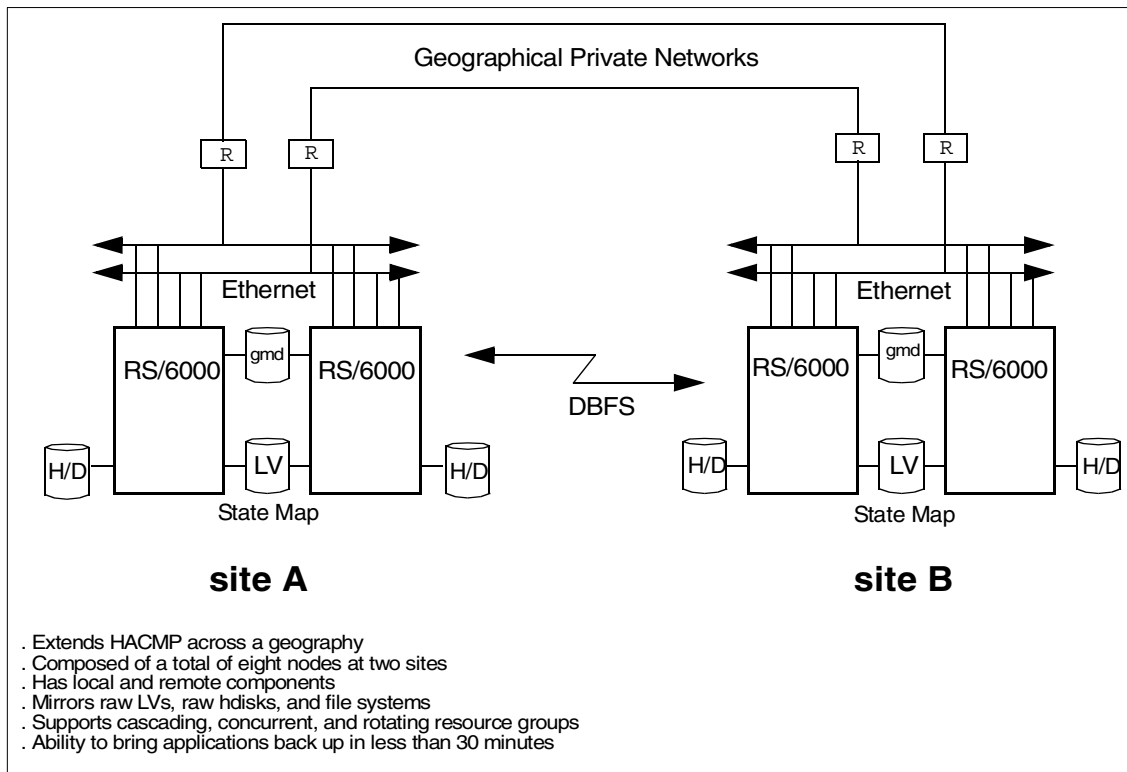 Geographical Private Networks
R R R R
Ethernet Ethernet
gmd gmd
RS/6000 RS/6000 RS/6000 RS/6000
DBFS
H/D LV H/D H/D LV H/D
State Map State Map
site A site B
. Extends HACMP across a geography
. Composed of a total of eight nodes at two sites
. Has local and remote components
. Mirrors raw LVs, raw hdisks, and file systems
. Supports cascading, concurrent, and rotating resource groups
. Ability to bring applications back up in less than 30 minutes